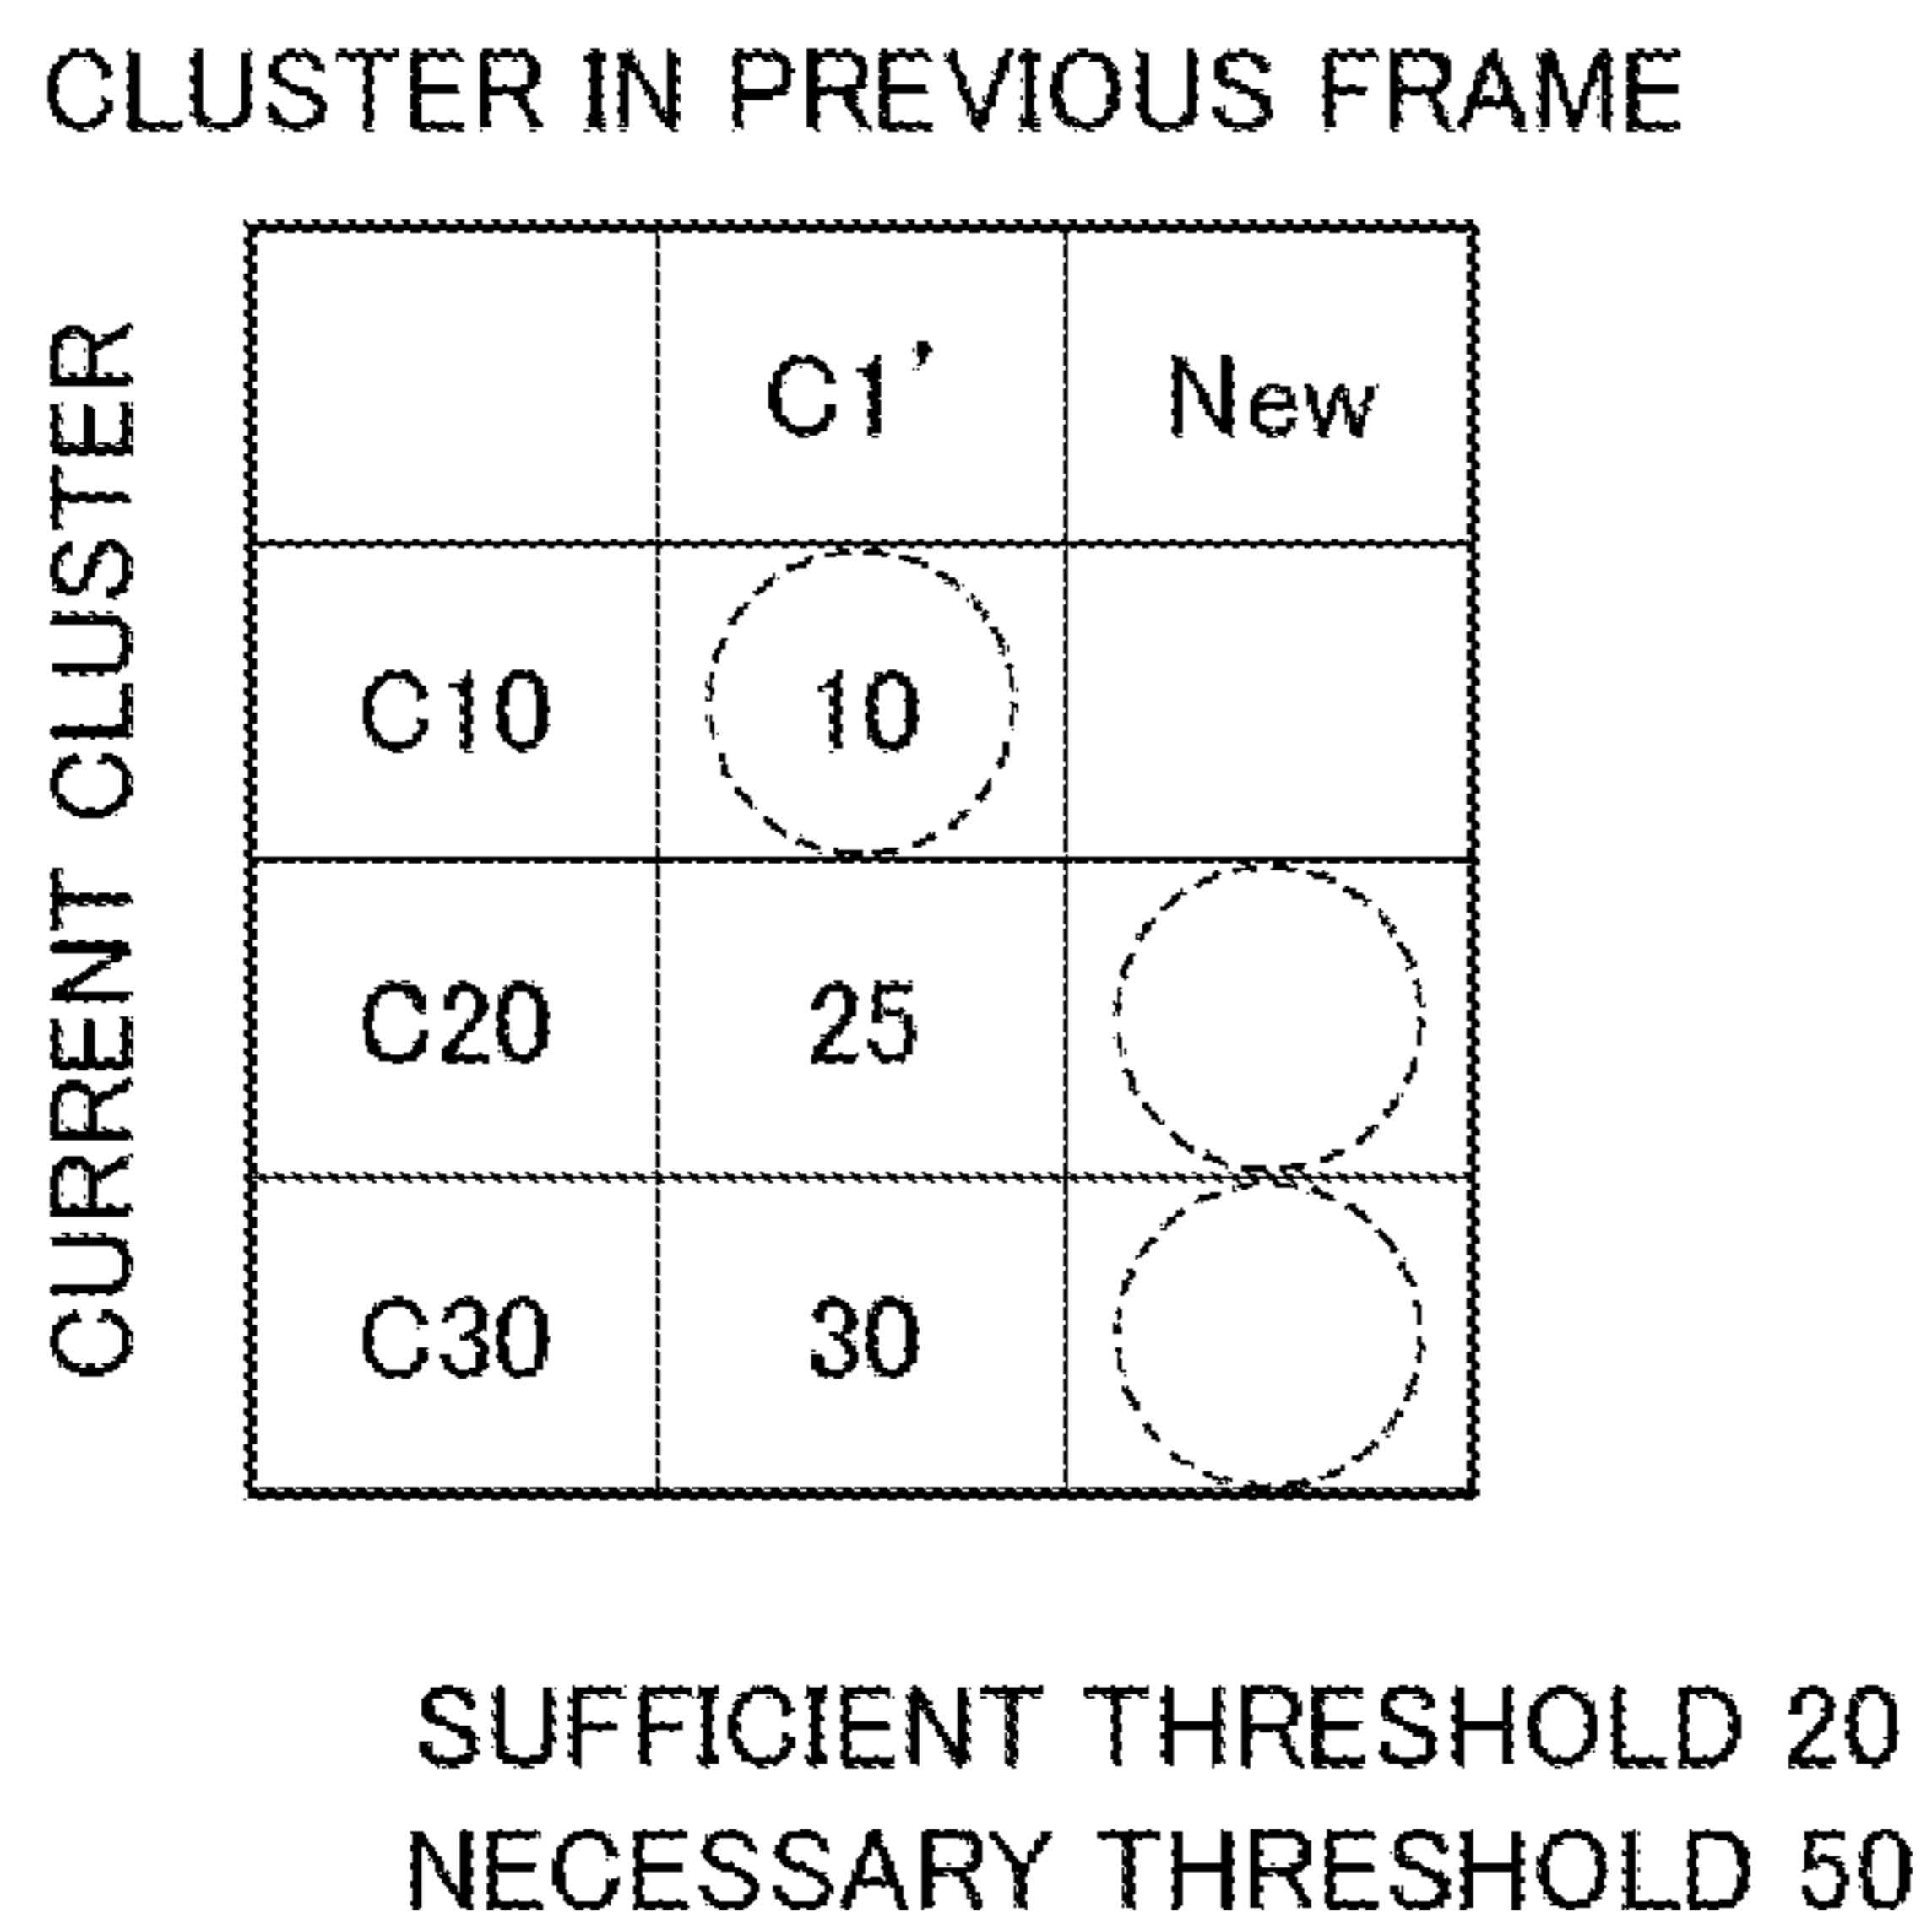 CLUSTER IN PREVIOUS FRAME
CURRENT CLUSTER
C1’ New
C10 10
C20 25
C30 30
SUFFICIENT THRESHOLD 20
NECESSARY THRESHOLD 50